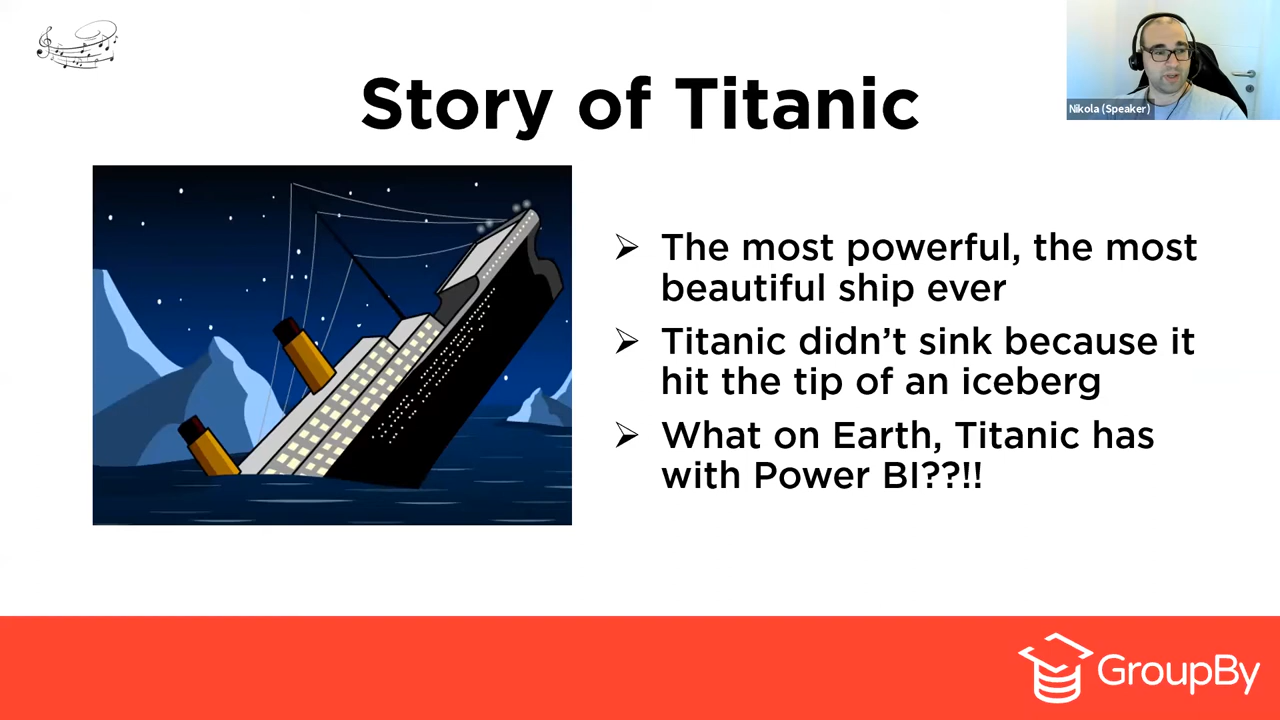 Story of Titanic
Nikola (Speaker)
➢ The most powerful, the most
beautiful ship ever
➢ Titanic didn’t sink because it
hit the tip of an iceberg
➢ What on Earth, Titanic has
with Power BI??!!
GroupBy